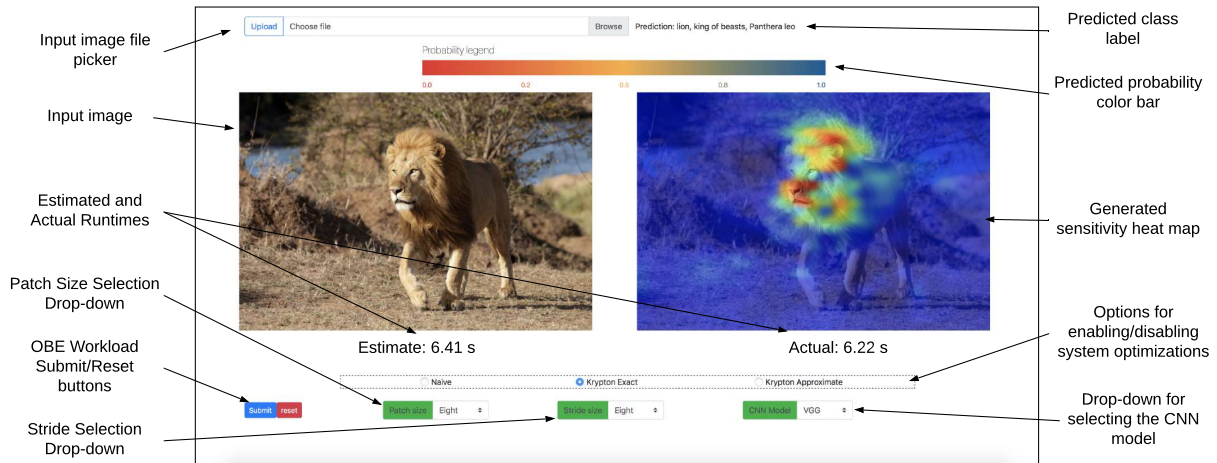 Input image file
picker
Input image
Estimated and
Actual Runtimes
Patch Size Selection
Drop-down
OBE Workload
Submit/Reset
buttons
Stride Selection
Drop-down
Upload Choose file Browse Prediction: lion, king of beasts, Panthera leo
Probability legend
0.0 0.2 0.5 0.8 1.0
Estimate: 6.41 s Actual: 6.22 s
Naive Krypton Exact Krypton Approximate
Submit reset Patch size Eight Stride size Eight CNN Model VGG
Predicted class
label
Predicted probability
color bar
Generated
sensitivity heat map
Options for
enabling/disabling
system optimizations
Drop-down for
selecting the CNN
model